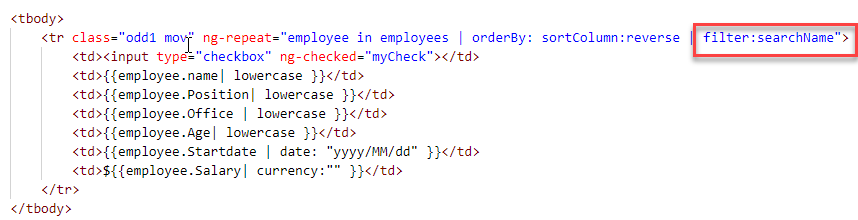 <tbody>
<tr class="odd1 mov" ng-repeat="employee in employees | orderBy: sortColumn:reverse | filter:searchName">
<td><input type="checkbox" ng-checked="myCheck"></td>
<td>{{employee.name| lowercase }}</td>
<td>{{employee.Position| lowercase }}</td>
<td>{{employee.Office | lowercase }}</td>
<td>{{employee.Age| lowercase }}</td>
<td>{{employee.Startdate | date: "yyyy/MM/dd" }}</td>
<td>${{employee.Salary| currency:"" }}</td>
</tr>
</tbody>